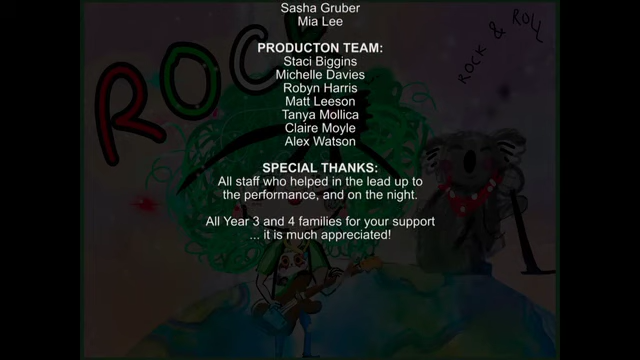 Sasha Gruber
Mia Lee
PRODUCTON TEAM:
Staci Biggins
Michelle Davies
Robyn Harris
Matt Leeson
Tanya Mollica
Claire Moyle
Alex Watson
SPECIAL THANKS:
All staff who helped in the lead up to
the performance, and on the night.
All Year 3 and 4 families for your support
... it is much appreciated!
ROCK
ROCK & ROLL